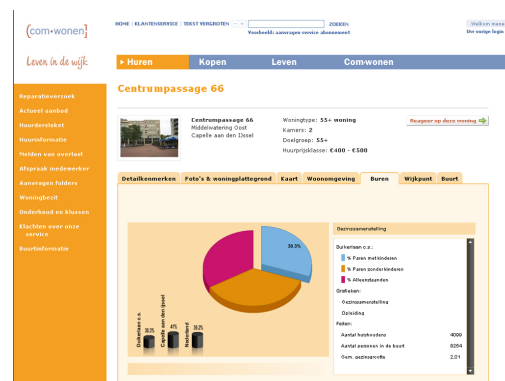 HOME | KLANTENSERVICE | TEKST VERGROTEN - +
ZOEKEN
Voorbeeld: aanvragen service abonnement
Welkom
Uw vorige login
(com•wonen]
Leven in de wijk
Huren
Kopen
Leven
Com•wonen
Centrumpassage 66
Reparatieverzoek
Actueel aanbod
Huurdersloket
Huurinformatie
Melden van overlast
Afspraak medewerker
Aanvragen folders
Woningbezit
Onderhoud en klussen
Klachten over onze
service
Buurtinformatie
Centrumpassage 66
Middelwatering Oost
Capelle aan den IJssel
Woningtype: 55+ woning
Kamers: 2
Doelgroep: 55+
Huurprijsklasse: €400 - €500
Reageer op deze woning
Detailkenmerken
Foto's & woningplattegrond
Kaart
Woonomgeving
Buren
Wijkpunt
Buurt
30.3%
Duikerlaan e.o.
30.3%
Capelle aan den IJssel
41%
Nederland
39.2%
Gezinssamenstelling
Duikerlaan e.o.:
% Paren met kinderen
% Paren zonder kinderen
% Alleenstaanden
Grafieken:
Gezinssamenstelling
Opleiding
Feiten:
Aantal huishoudens 4099
Aantal personen in de buurt 8264
Gem. gezinsgrootte 2.01